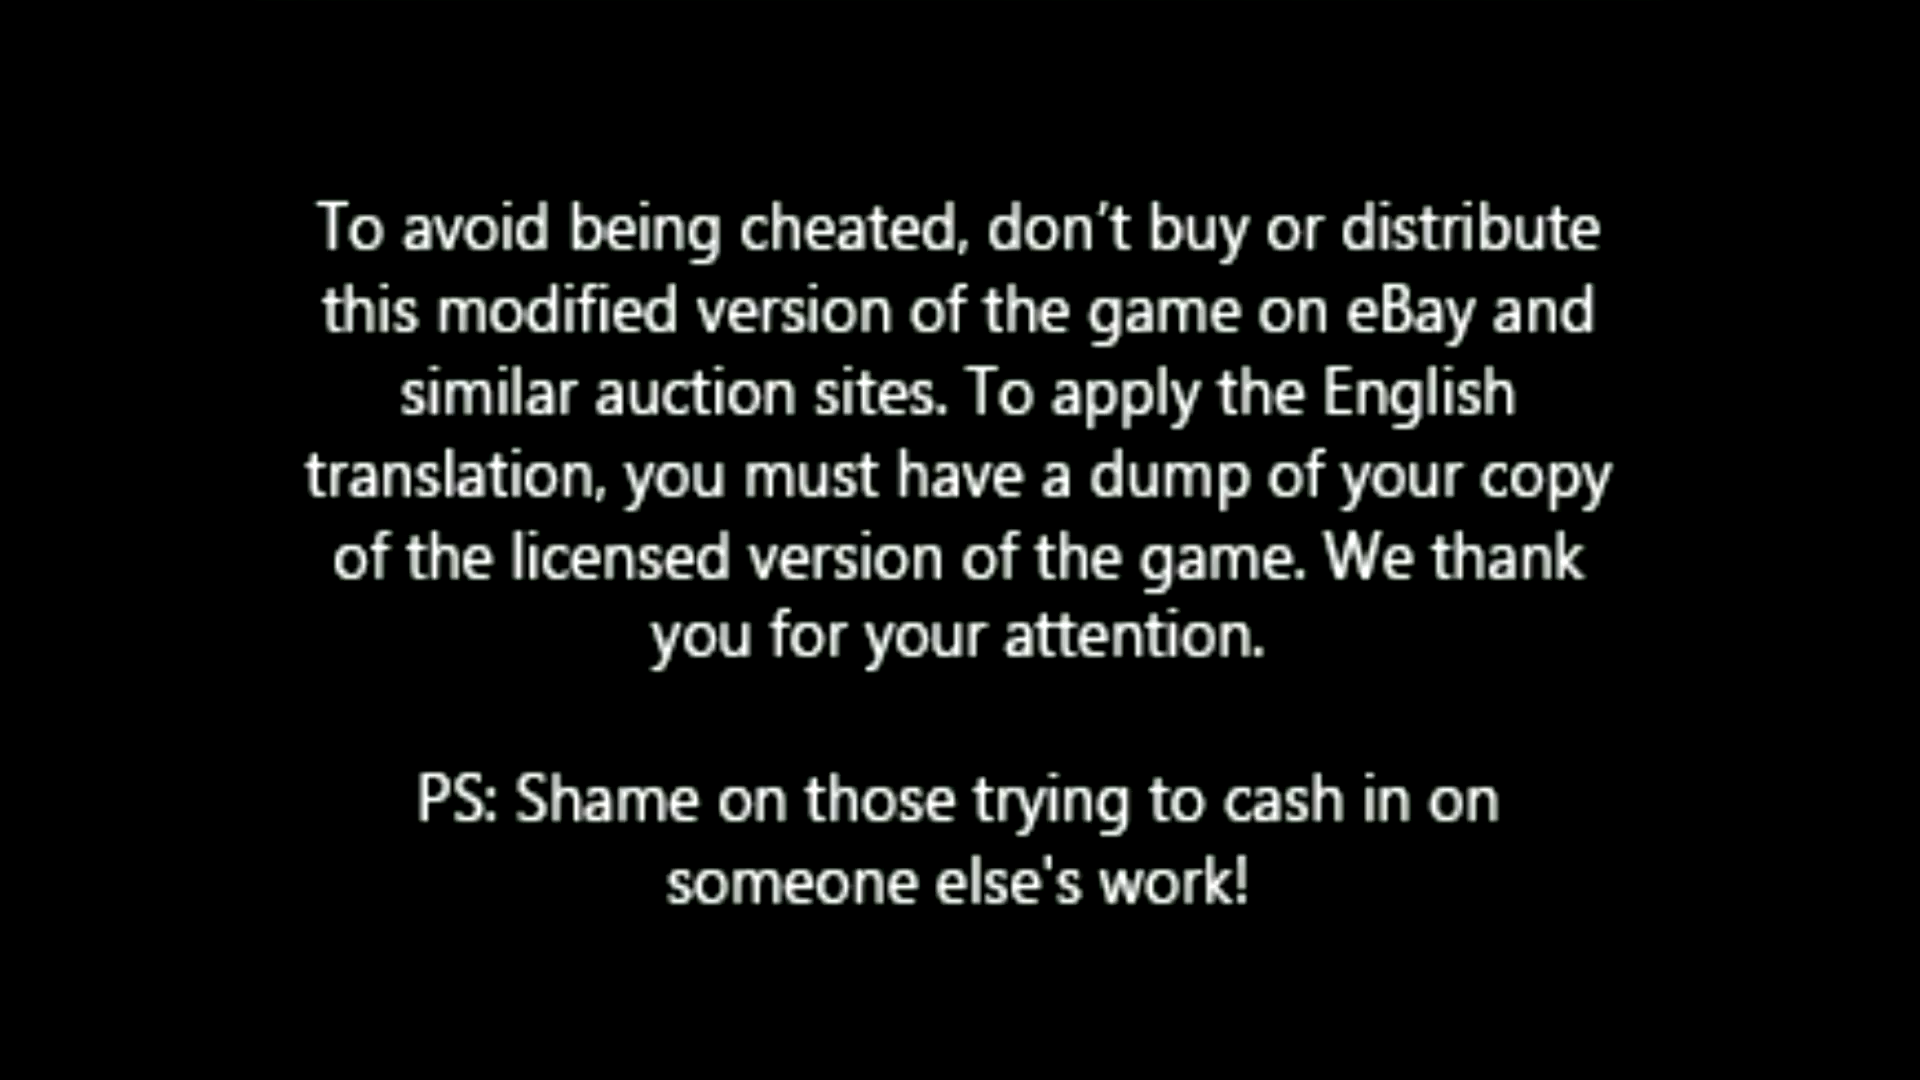 To avoid being cheated, don’t buy or distribute
this modified version of the game on eBay and
similar auction sites. To apply the English
translation, you must have a dump of your copy
of the licensed version of the game. We thank
you for your attention.
PS: Shame on those trying to cash in on
someone else's work!